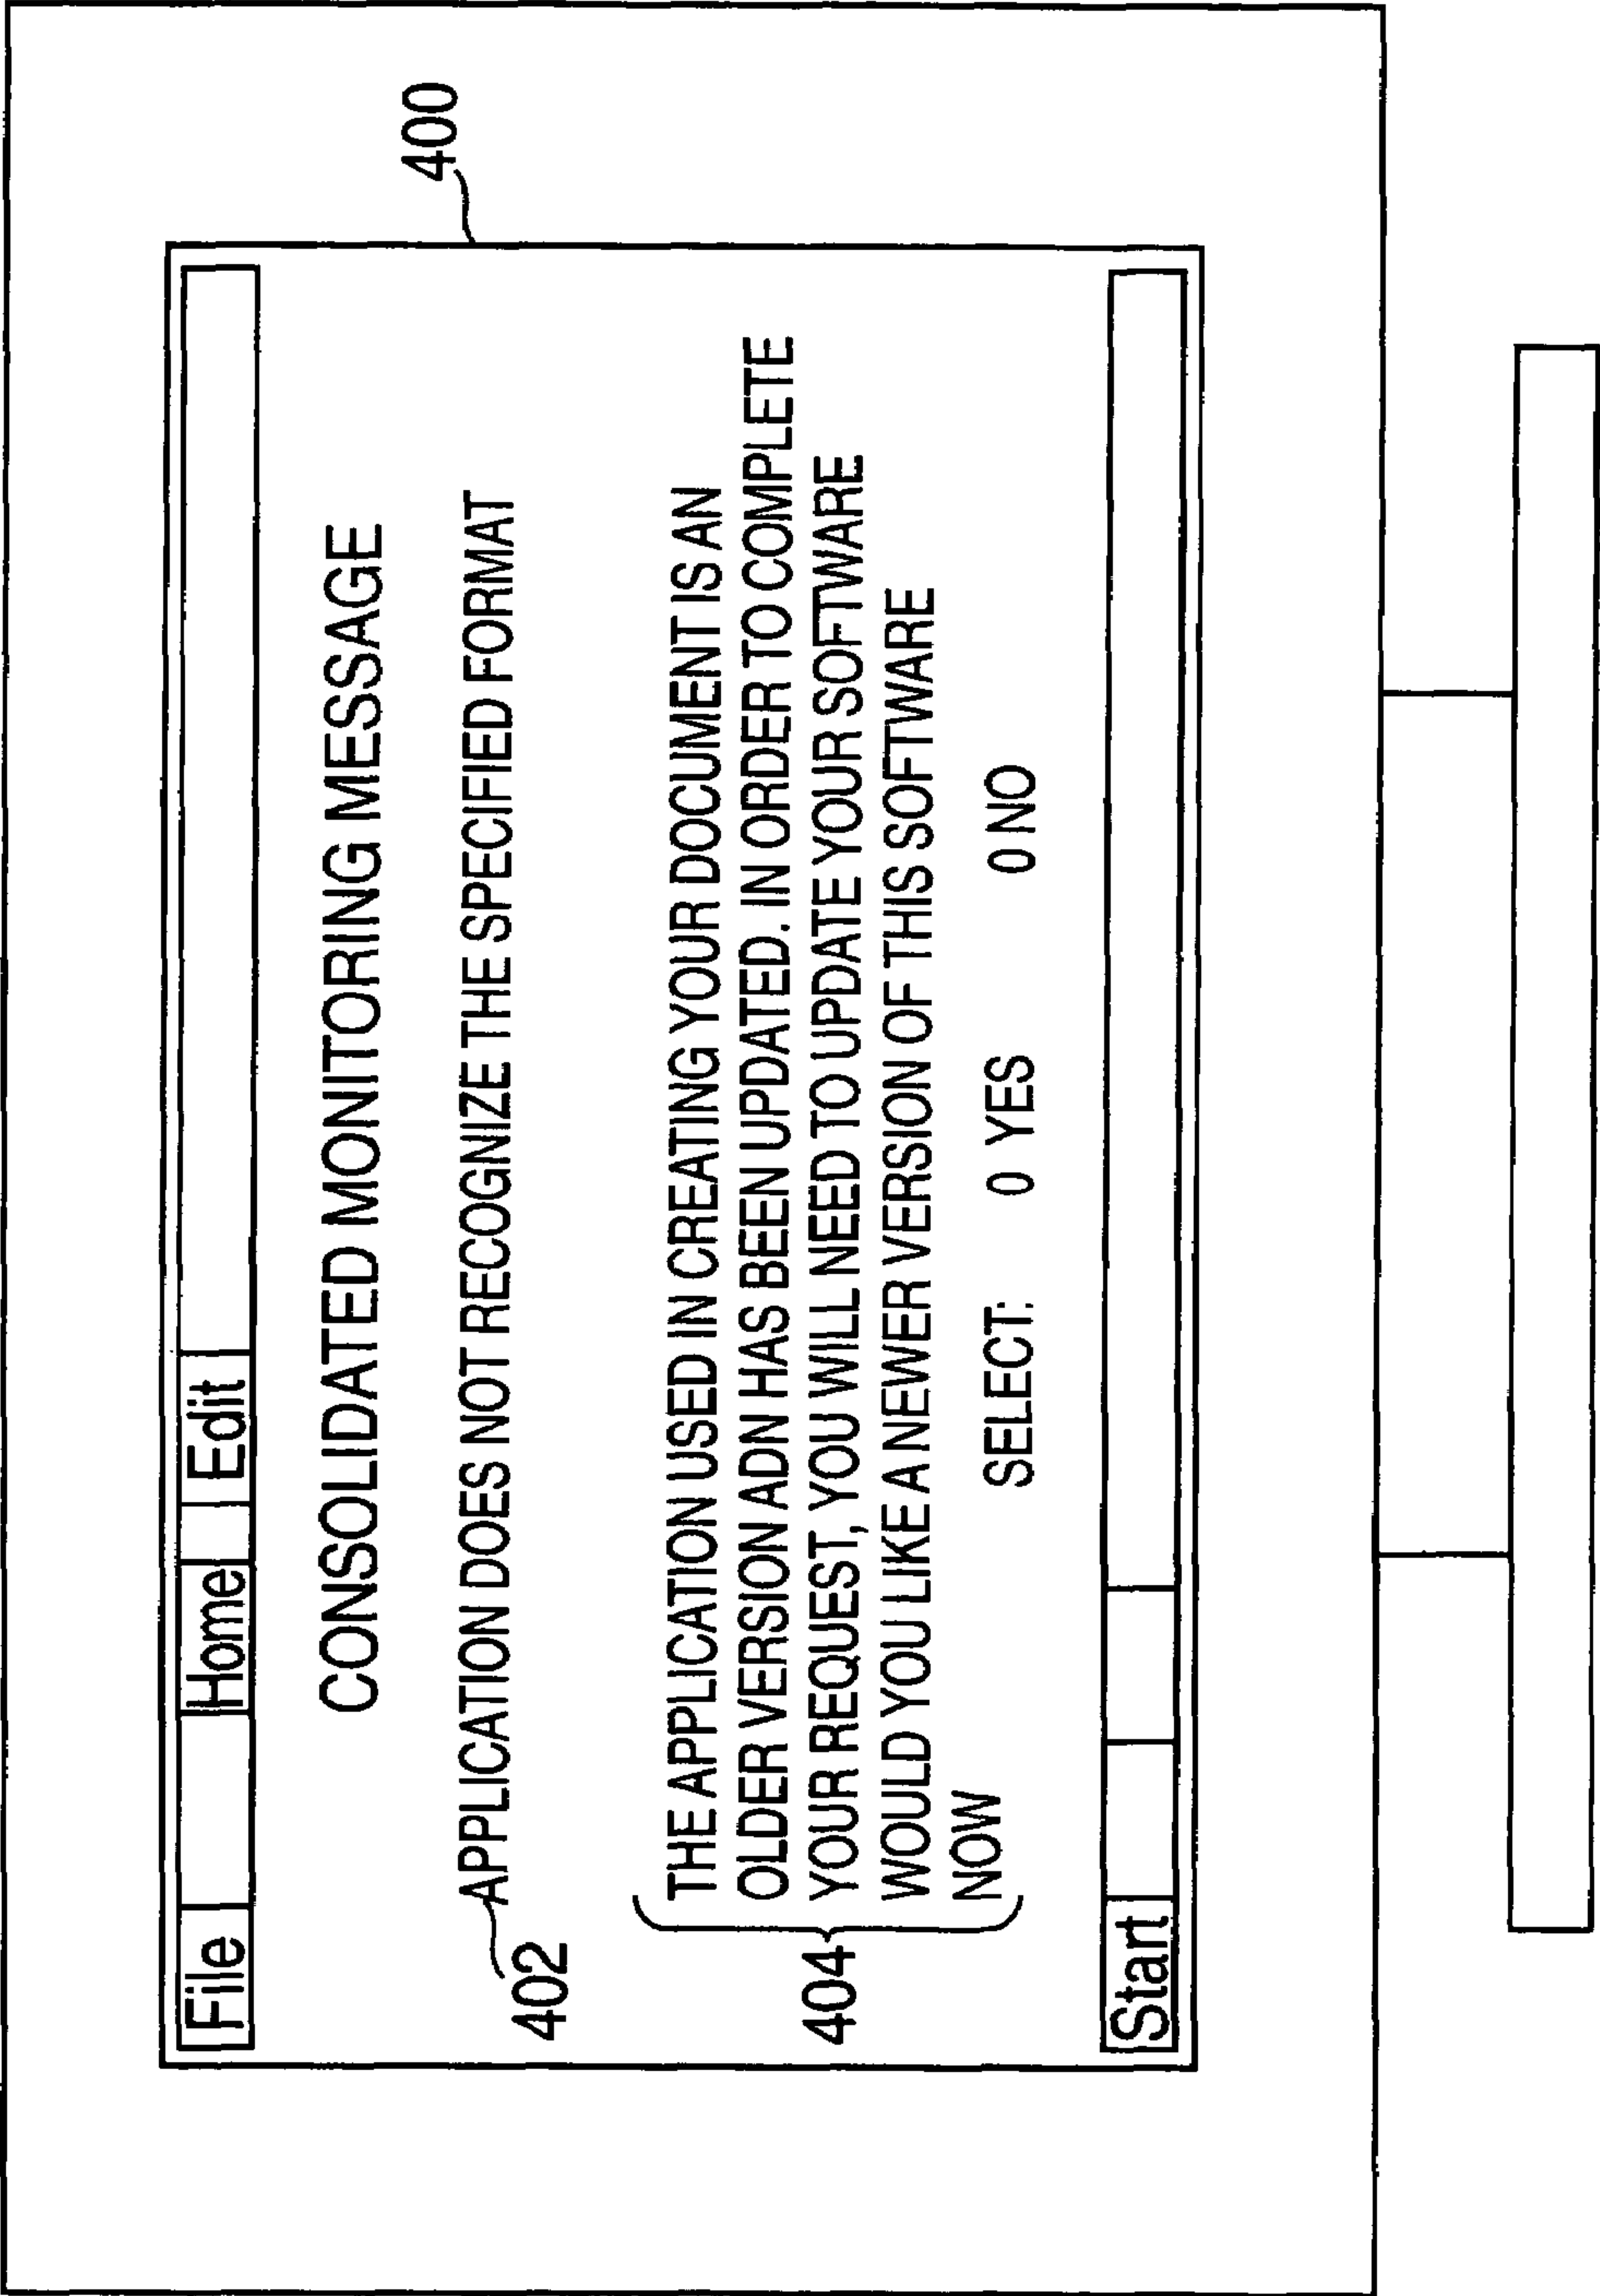 400
File Home Edit
CONSOLIDATED MONITORING MESSAGE
APPLICATION DOES NOT RECOGNIZE THE SPECIFIED FORMAT
402
THE APPLICATION USED IN CREATING YOUR DOCUMENT IS AN
OLDER VERSION ADN HAS BEEN UPDATED. IN ORDER TO COMPLETE
YOUR REQUEST, YOU WILL NEED TO UPDATE YOUR SOFTWARE
WOULD YOU LIKE A NEWER VERSION OF THIS SOFTWARE
NOW
404
SELECT: 0 YES 0 NO
Start